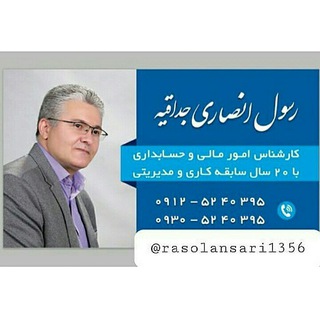 رسول انصاری جداقیه
کارشناس امور مالی و حسابداری
با ۲۰ سال سابقه کاری و مدیریتی
۰۹۱۲ - ۵۲ ۴۰ ۳۹۵
۰۹۳۰ - ۵۲ ۴۰ ۳۹۵
@rasolansari1356